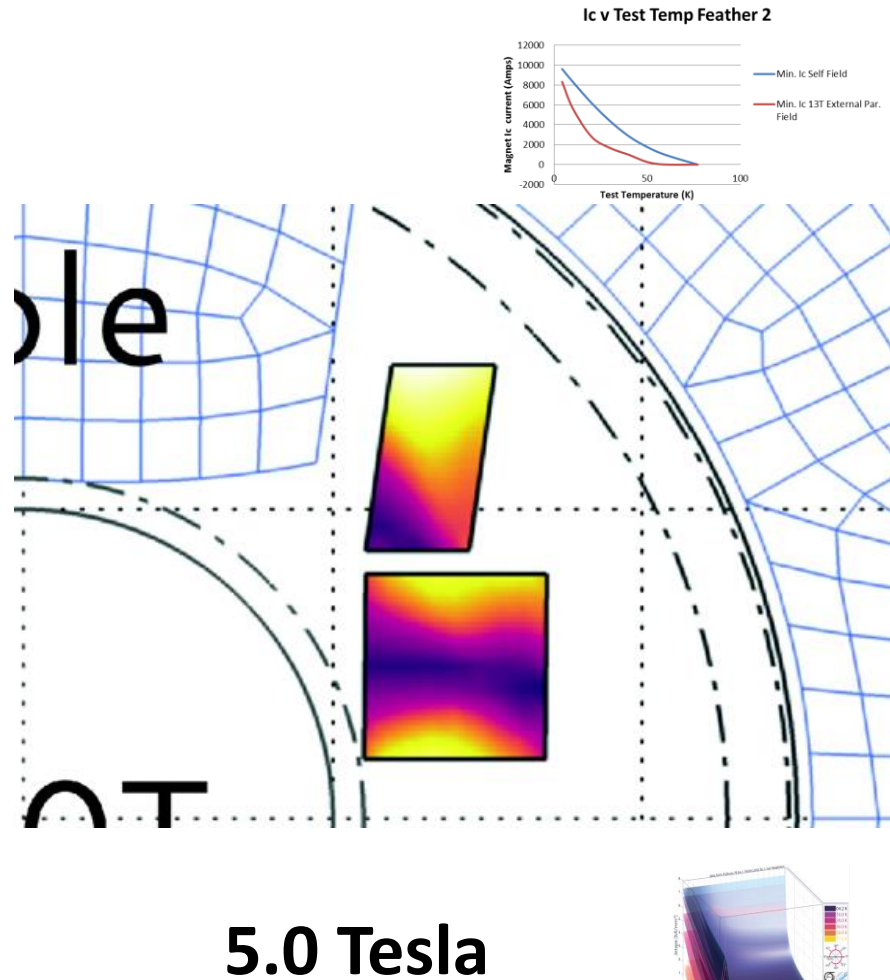 Ic v Test Temp Feather 2
12000
10000
8000
6000
4000
2000
0
-2000
Magnet Ic current (Amps)
0
50
100
Test Temperature (K)
Min. Ic Self Field
Min. Ic 13T External Par.
Field
ole
0T
5.0 Tesla